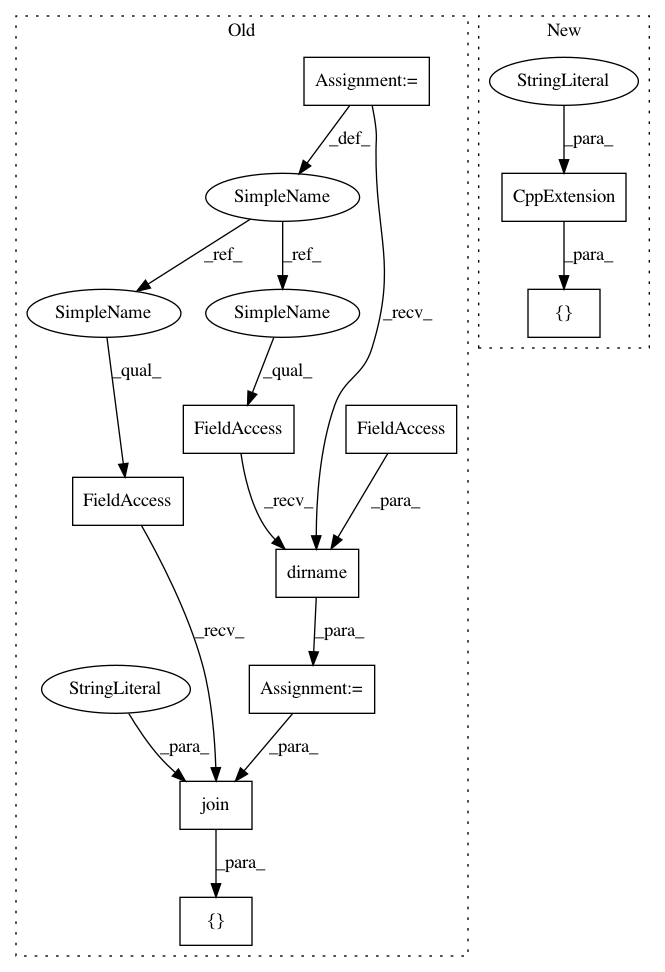 Old
New
Assignment:=
StringLiteral
_def_
_para_
SimpleName
CppExtension
_ref_
_ref_
_para_
SimpleName
SimpleName
_recv_
{}
_qual_
_qual_
FieldAccess
FieldAccess
FieldAccess
_recv_
_para_
dirname
_recv_
_para_
StringLiteral
Assignment:=
_para_
_para_
join
_para_
{}